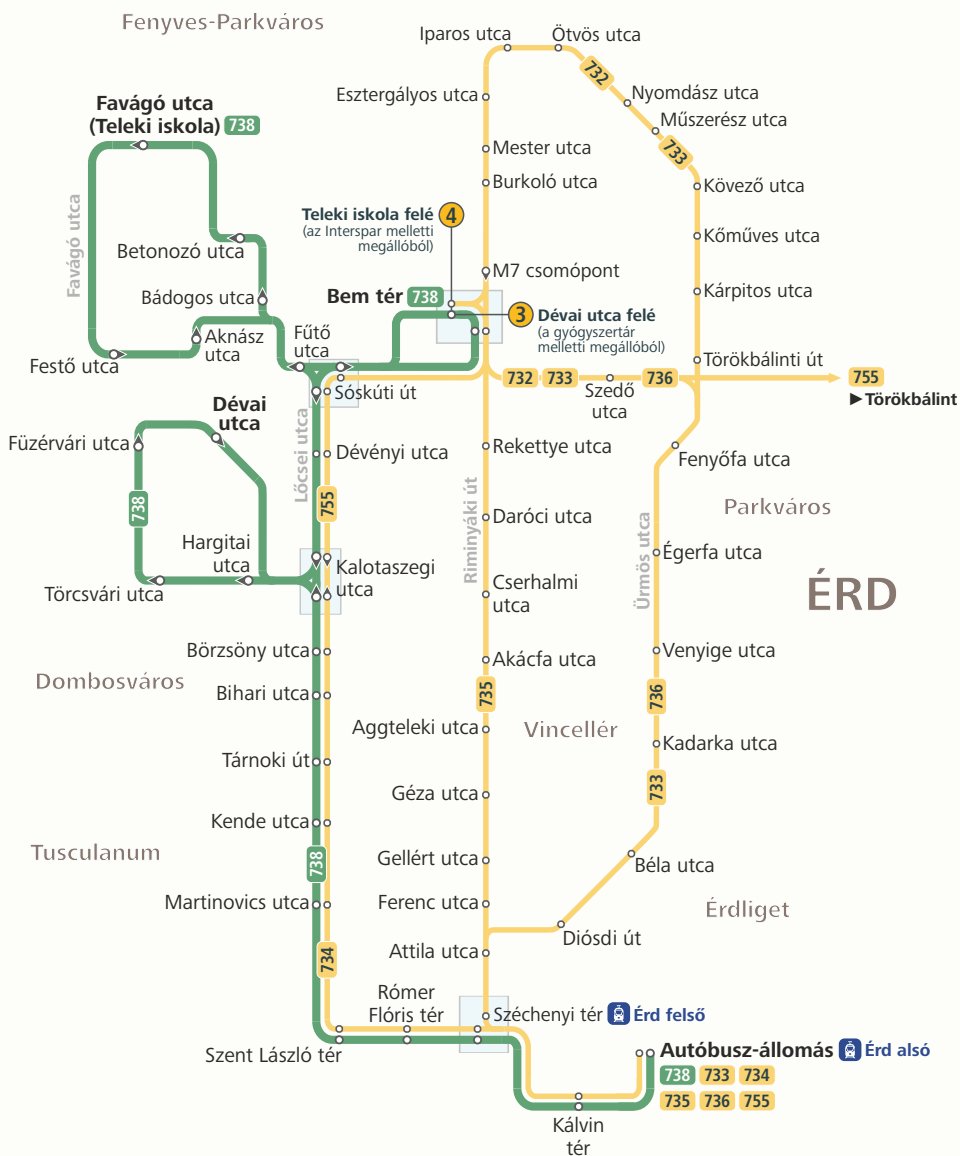 Fenyves-Parkváros
Iparos utca
Ötvös utca
732
Esztergályos utca
Nyomdász utca
Favágó utca
(Teleki iskola) 738
Műszerész utca
733
Mester utca
Burkoló utca
Kövező utca
Favágó utca
Teleki iskola felé
(az Interspar melletti
megállóból)
4
Betonozó utca
Kőműves utca
M7 csomópont
Bádogos utca
Bem tér 738
Kárpitos utca
3
Dévai utca felé
(a gyógyszertár
melletti megállóból)
Festő utca
Aknász
utca
Fűtő
utca
Törökbálinti út
732 733
Szedő
utca
736
755
►Törökbálint
Sóskúti út
Dévai
utca
Füzérvári utca
Lőcsei utca
Dévényi utca
Rekettye utca
Fenyőfa utca
738
755
Riminyáki út
Parkváros
Daróci utca
Ürmös utca
Hargitai
utca
Égerfa utca
Törcsvári utca
Kalotaszegi
utca
Cserhalmi
utca
ÉRD
Börzsöny utca
Akácfa utca
Venyige utca
Dombosváros
Bihari utca
735
736
Aggteleki utca
Vincellér
Kadarka utca
Tárnoki út
Géza utca
733
Kende utca
Tusculanum
738
Gellért utca
Béla utca
Martinovics utca
Ferenc utca
Érdliget
734
Attila utca
Diósdi út
Rómer
Flóris tér
Széchenyi tér Érd felső
Szent László tér
Autóbusz-állomás Érd alsó
738 733 734
735 736 755
Kálvin
tér